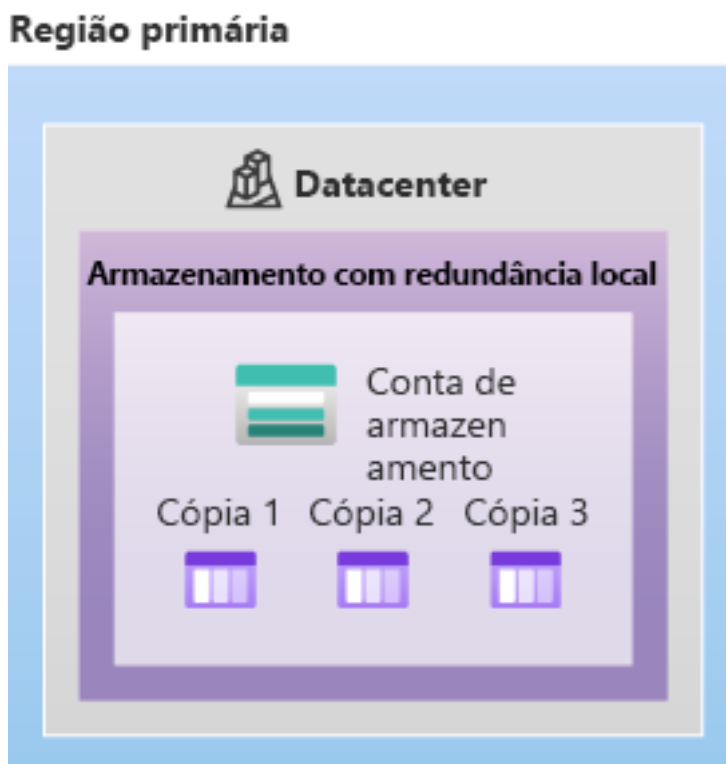 Região primária
Datacenter
Armazenamento com redundância local
Conta de
armazen
amento
Cópia 1 Cópia 2 Cópia 3